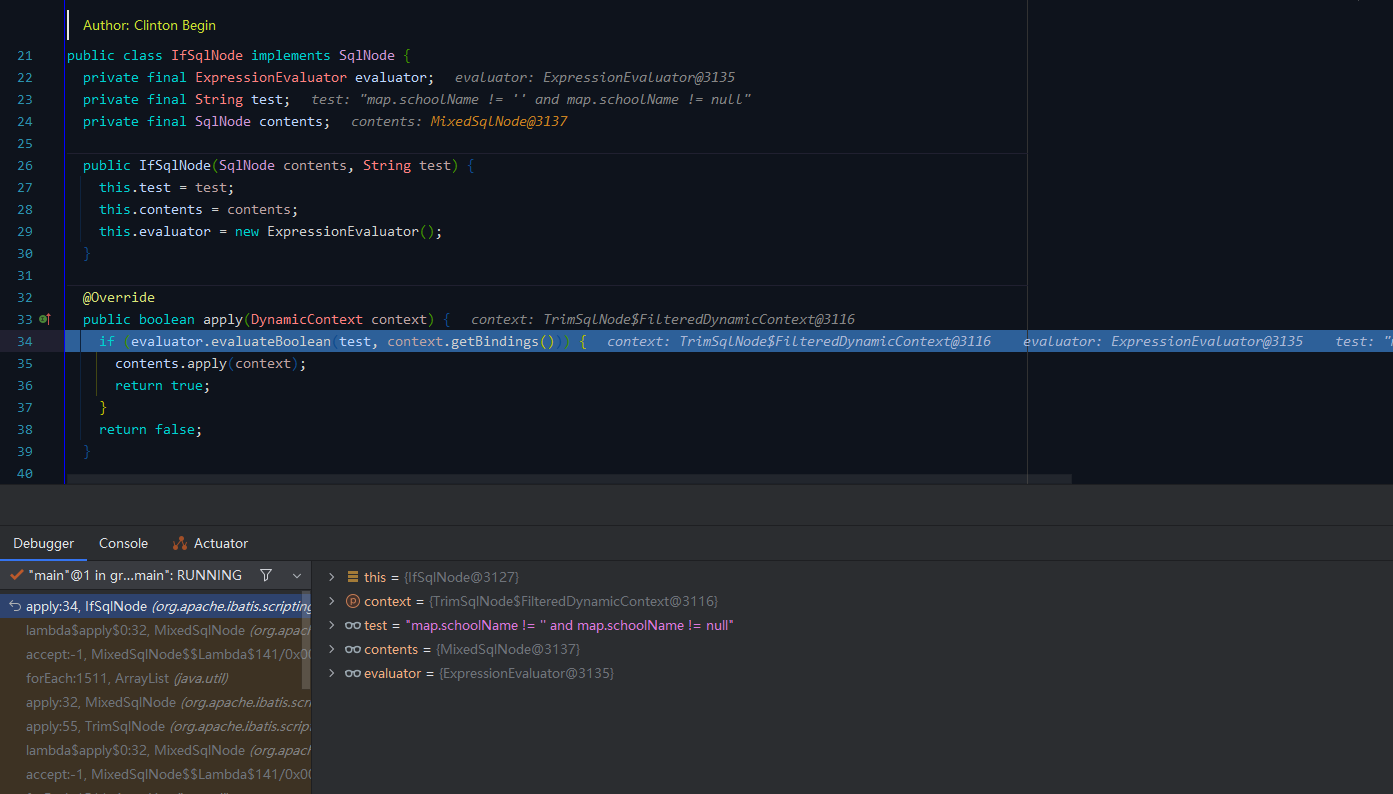 Author: Clinton Begin
21 public class IfSqlNode implements SqlNode {
22 private final ExpressionEvaluator evaluator; evaluator: ExpressionEvaluator@3135
23 private final String test; test: "map.schoolName != '' and map.schoolName != null"
24 private final SqlNode contents; contents: MixedSqlNode@3137
25
26 public IfSqlNode(SqlNode contents, String test) {
27 this.test = test;
28 this.contents = contents;
29 this.evaluator = new ExpressionEvaluator();
30 }
31
32 @Override
33 public boolean apply(DynamicContext context) { context: TrimSqlNode$FilteredDynamicContext@3116
34 if (evaluator.evaluateBoolean(test, context.getBindings())) { context: TrimSqlNode$FilteredDynamicContext@3116 evaluator: ExpressionEvaluator@3135 test: "
35 contents.apply(context);
36 return true;
37 }
38 return false;
39 }
40
Debugger Console Actuator
"main"@1 in gr...main": RUNNING
apply:34, IfSqlNode (org.apache.ibatis.scripting
lambda$apply$0:32, MixedSqlNode (org.apac
accept:-1, MixedSqlNode$$Lambda$141/0x00
forEach:1511, ArrayList (java.util)
apply:32, MixedSqlNode (org.apache.ibatis.scri
apply:55, TrimSqlNode (org.apache.ibatis.scrip
lambda$apply$0:32, MixedSqlNode (org.apac
accept:-1, MixedSqlNode$$Lambda$141/0x00
this = {IfSqlNode@3127}
context = {TrimSqlNode$FilteredDynamicContext@3116}
test = "map.schoolName != '' and map.schoolName != null"
contents = {MixedSqlNode@3137}
evaluator = {ExpressionEvaluator@3135}